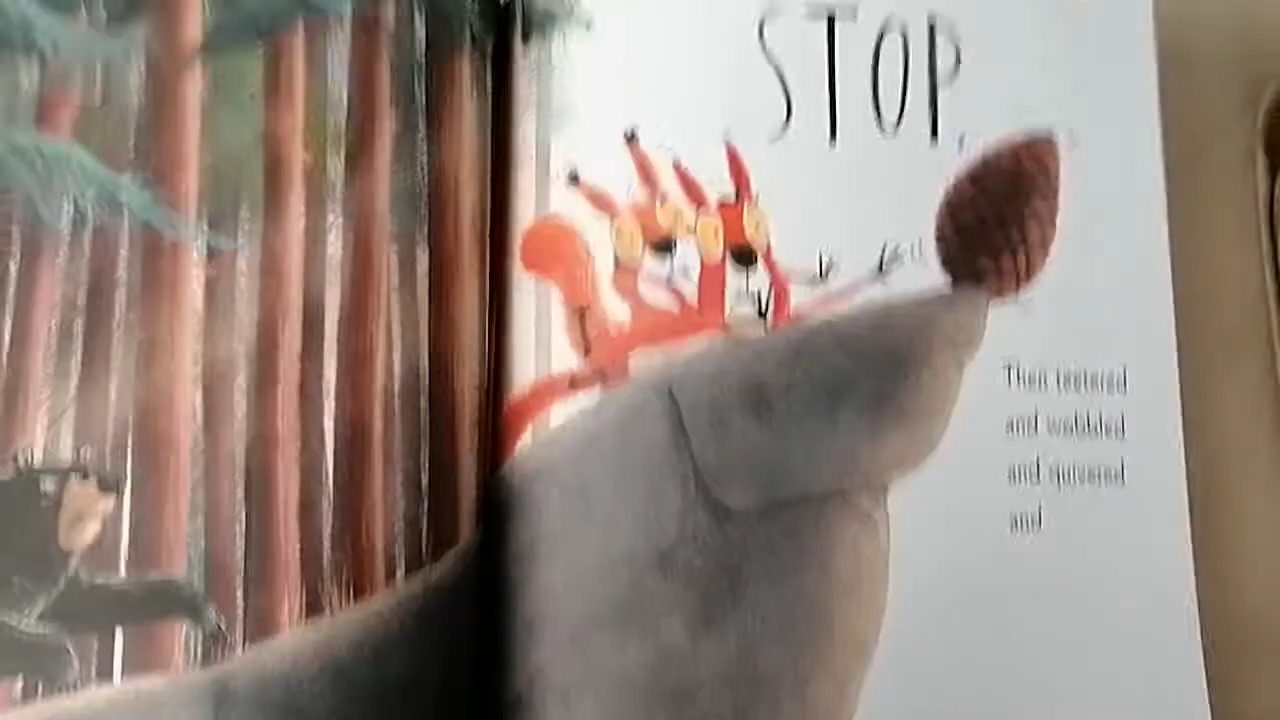 STOP.
Then teetered
and wobbled
and quivered
and